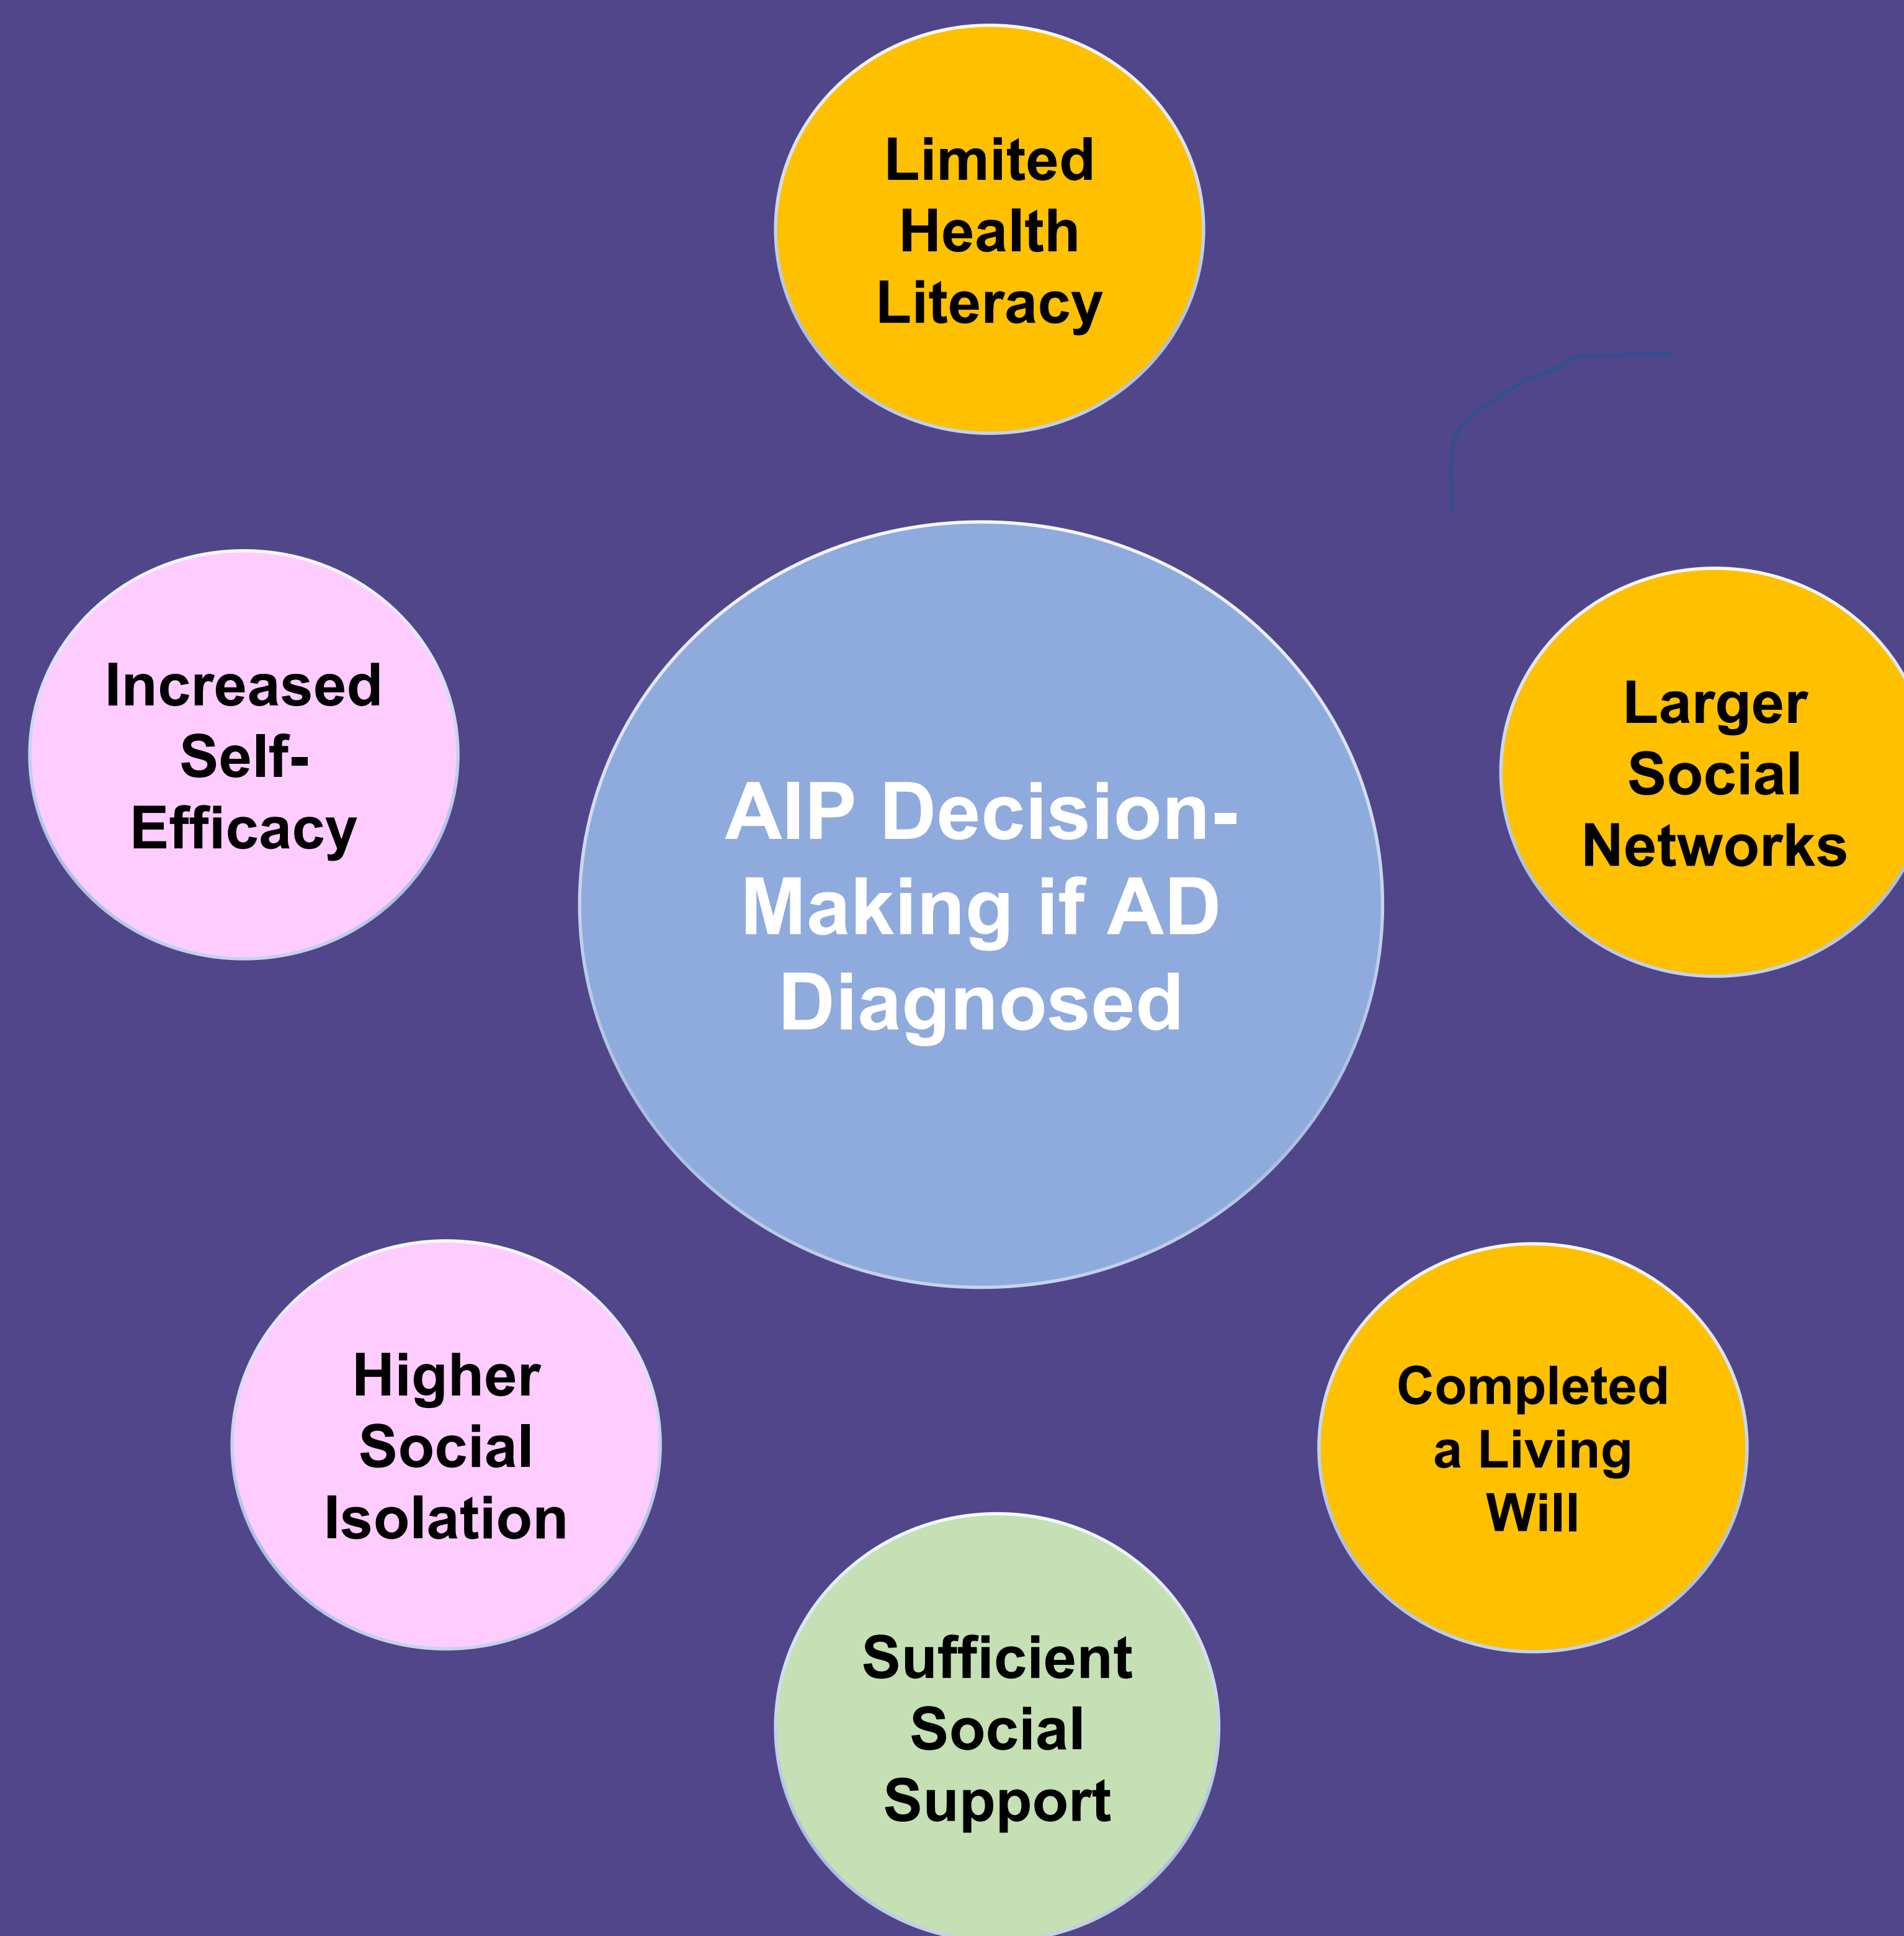 Limited
Health
Literacy
Increased
Self-
Efficacy
Larger
Social
Networks
AIP Decision-
Making if AD
Diagnosed
Higher
Social
Isolation
Completed
a Living
Will
Sufficient
Social
Support